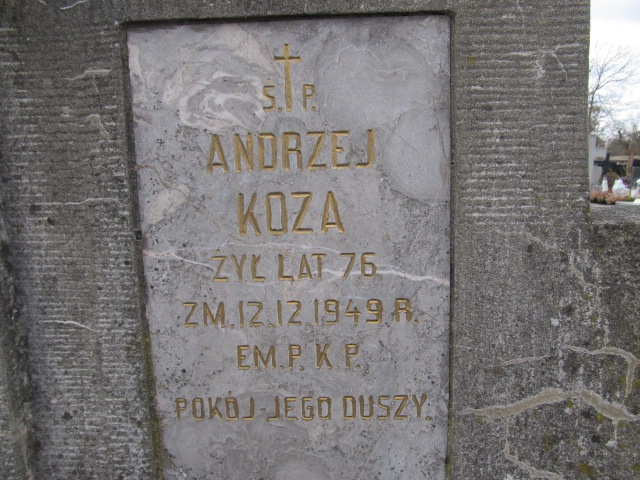 Ś.P.
ANDRZEJ
KOZA
ŻYŁ LAT 76
ZM.12.12.1949 R.
EM.P.K P.
POKÓJ JEGO DUSZY.